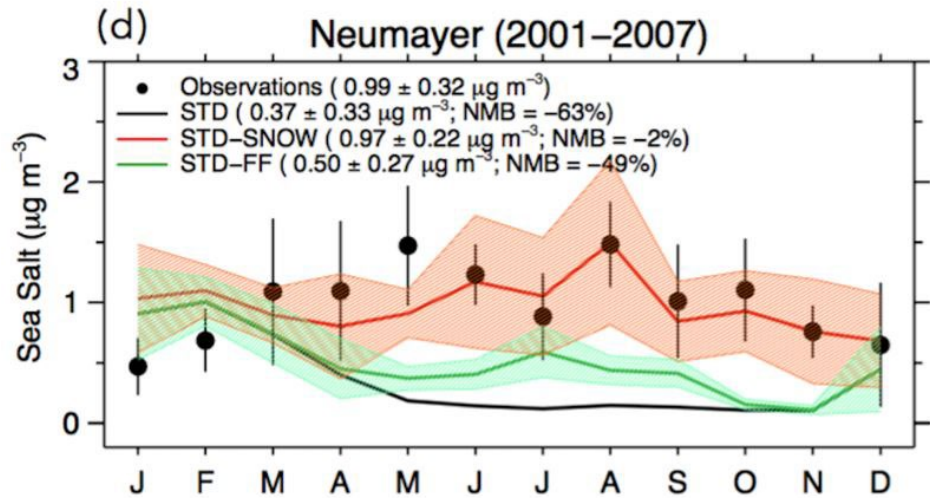 (d)
Neumayer (2001–2007)
Observations ( 0.99 ± 0.32 μg m⁻³)
STD ( 0.37 ± 0.33 μg m⁻³; NMB = −63%)
STD−SNOW ( 0.97 ± 0.22 μg m⁻³; NMB = −2%)
STD−FF ( 0.50 ± 0.27 μg m⁻³; NMB = −49%)
Sea Salt (μg m⁻³)
3
2
1
0
J F M A M J J A S O N D